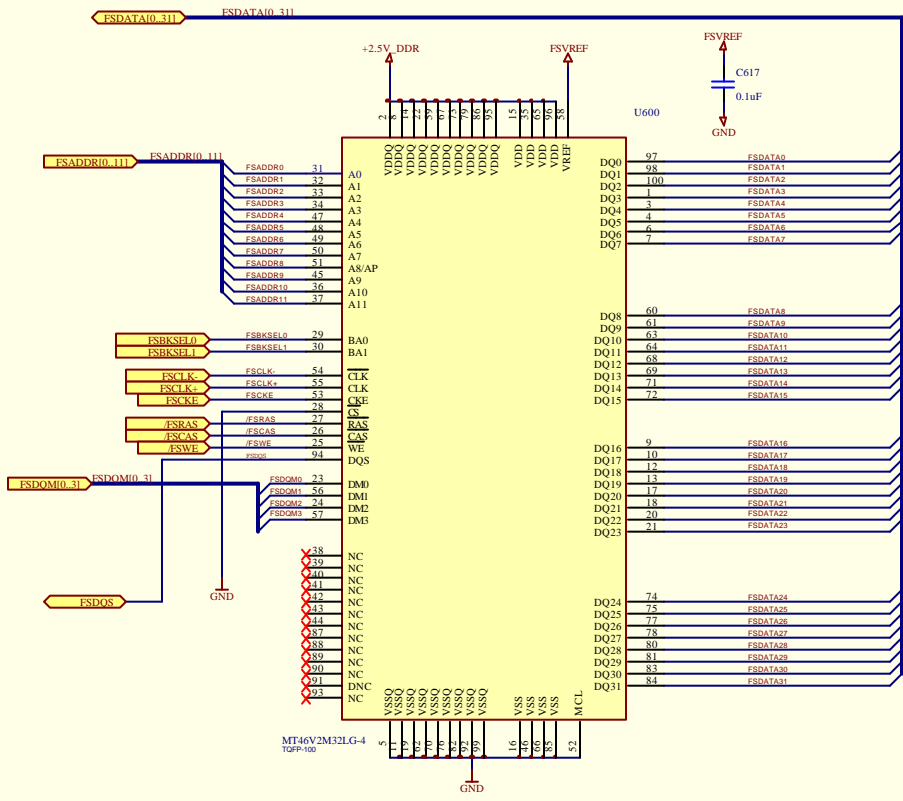 FSDATA[0..31]
FSDATA[0..31]
+2.5V_DDR
FSVREF
FSVREF
C617
0.1uF
GND
U600
2 8 14 22 59 67 73 79 86 95 15 35 65 96 58
VDDQ VDDQ VDDQ VDDQ VDDQ VDDQ VDDQ VDDQ VDDQ VDDQ VDD VDD VDD VDD VREF
FSADDR[0..11]
FSADDR[0..11]
FSADDR0 31 A0
FSADDR1 32 A1
FSADDR2 33 A2
FSADDR3 34 A3
FSADDR4 47 A4
FSADDR5 48 A5
FSADDR6 49 A6
FSADDR7 50 A7
FSADDR8 51 A8/AP
FSADDR9 45 A9
FSADDR10 36 A10
FSADDR11 37 A11
FSBKSEL0 FSBKSEL0 29 BA0
FSBKSEL1 FSBKSEL1 30 BA1
FSCLK- FSCLK- 54 CLK
FSCLK+ FSCLK+ 55 CLK
FSCKE FSCKE 53 CKE
28 CS
/FSRAS /FSRAS 27 RAS
/FSCAS /FSCAS 26 CAS
/FSWE /FSWE 25 WE
FSDQS 94 DQS
FSDQM[0..3]
FSDQM[0..3]
FSDQM0 23 DM0
FSDQM1 56 DM1
FSDQM2 24 DM2
FSDQM3 57 DM3
38 NC
39 NC
40 NC
41 NC
42 NC
43 NC
44 NC
87 NC
88 NC
89 NC
90 NC
91 DNC
93 NC
GND
FSDQS
DQ0 97 FSDATA0
DQ1 98 FSDATA1
DQ2 100 FSDATA2
DQ3 1 FSDATA3
DQ4 3 FSDATA4
DQ5 4 FSDATA5
DQ6 6 FSDATA6
DQ7 7 FSDATA7
DQ8 60 FSDATA8
DQ9 61 FSDATA9
DQ10 63 FSDATA10
DQ11 64 FSDATA11
DQ12 68 FSDATA12
DQ13 69 FSDATA13
DQ14 71 FSDATA14
DQ15 72 FSDATA15
DQ16 9 FSDATA16
DQ17 10 FSDATA17
DQ18 12 FSDATA18
DQ19 13 FSDATA19
DQ20 17 FSDATA20
DQ21 18 FSDATA21
DQ22 20 FSDATA22
DQ23 21 FSDATA23
DQ24 74 FSDATA24
DQ25 75 FSDATA25
DQ26 77 FSDATA26
DQ27 78 FSDATA27
DQ28 80 FSDATA28
DQ29 81 FSDATA29
DQ30 83 FSDATA30
DQ31 84 FSDATA31
VSSQ VSSQ VSSQ VSSQ VSSQ VSSQ VSSQ VSSQ VSSQ VSS VSS VSS VSS MCL
5 11 19 62 70 76 82 92 99 16 46 66 85 52
MT46V2M32LG-4
TQFP-100
GND